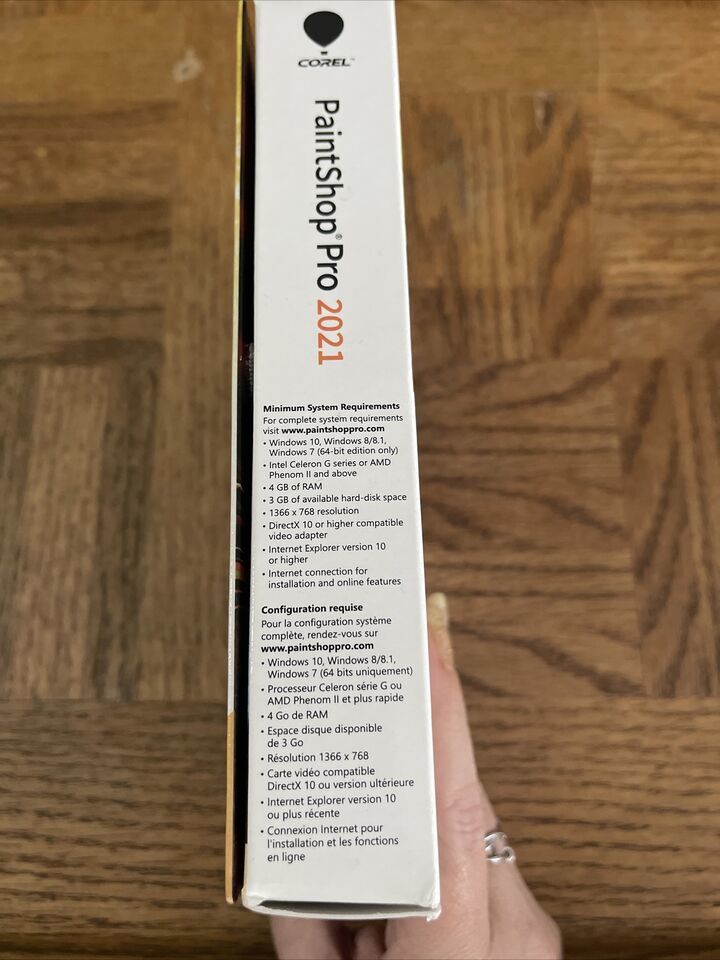 COREL™
PaintShop® Pro 2021
Minimum System Requirements
For complete system requirements
visit www.paintshoppro.com
• Windows 10, Windows 8/8.1,
Windows 7 (64-bit edition only)
• Intel Celeron G series or AMD
Phenom II and above
• 4 GB of RAM
• 3 GB of available hard-disk space
• 1366 x 768 resolution
• DirectX 10 or higher compatible
video adapter
• Internet Explorer version 10
or higher
• Internet connection for
installation and online features
Configuration requise
Pour la configuration système
complète, rendez-vous sur
www.paintshoppro.com
• Windows 10, Windows 8/8.1,
Windows 7 (64 bits uniquement)
• Processeur Celeron série G ou
AMD Phenom II et plus rapide
• 4 Go de RAM
• Espace disque disponible
de 3 Go
• Résolution 1366 x 768
• Carte vidéo compatible
DirectX 10 ou version ultérieure
• Internet Explorer version 10
ou plus récente
• Connexion Internet pour
l'installation et les fonctions
en ligne